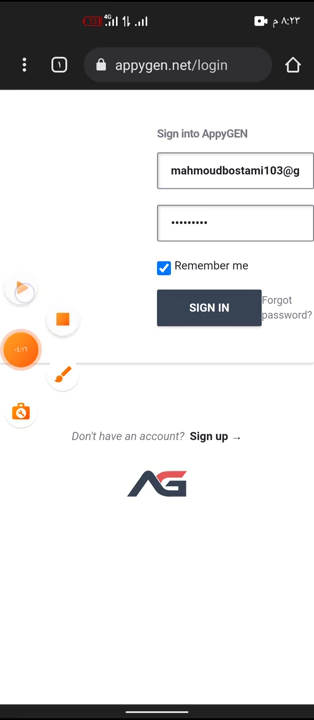 4G
٨:٢٣ م
١
appygen.net/login
Sign into AppyGEN
mahmoudbostami103@g
•••••••••
Remember me
SIGN IN
Forgot password?
Don't have an account? Sign up →
AG